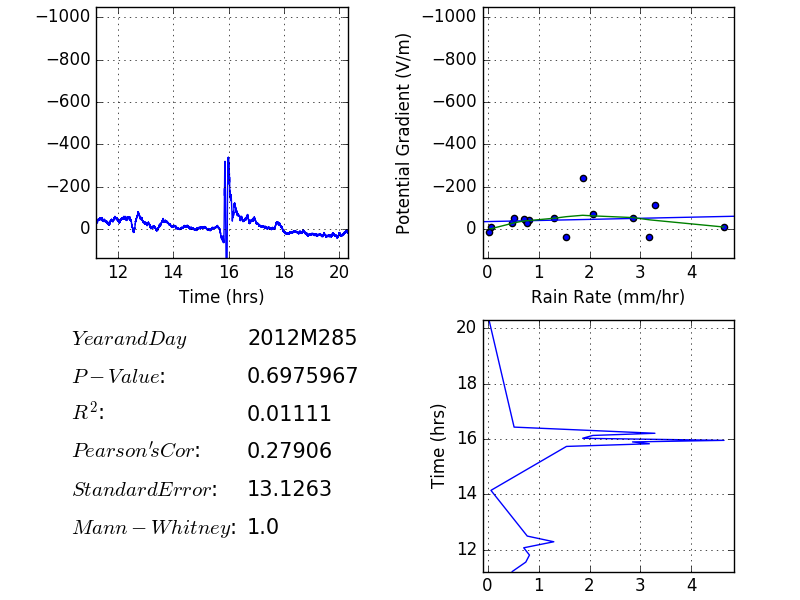 −1000
−800
−600
−400
−200
0
12 14 16 18 20
Time (hrs)
Potential Gradient (V/m)
−1000
−800
−600
−400
−200
0
0 1 2 3 4
Rain Rate (mm/hr)
YearandDay 2012M285
P−Value: 0.6975967
R²: 0.01111
Pearson'sCor: 0.27906
StandardError: 13.1263
Mann−Whitney: 1.0
Time (hrs)
20
18
16
14
12
0 1 2 3 4